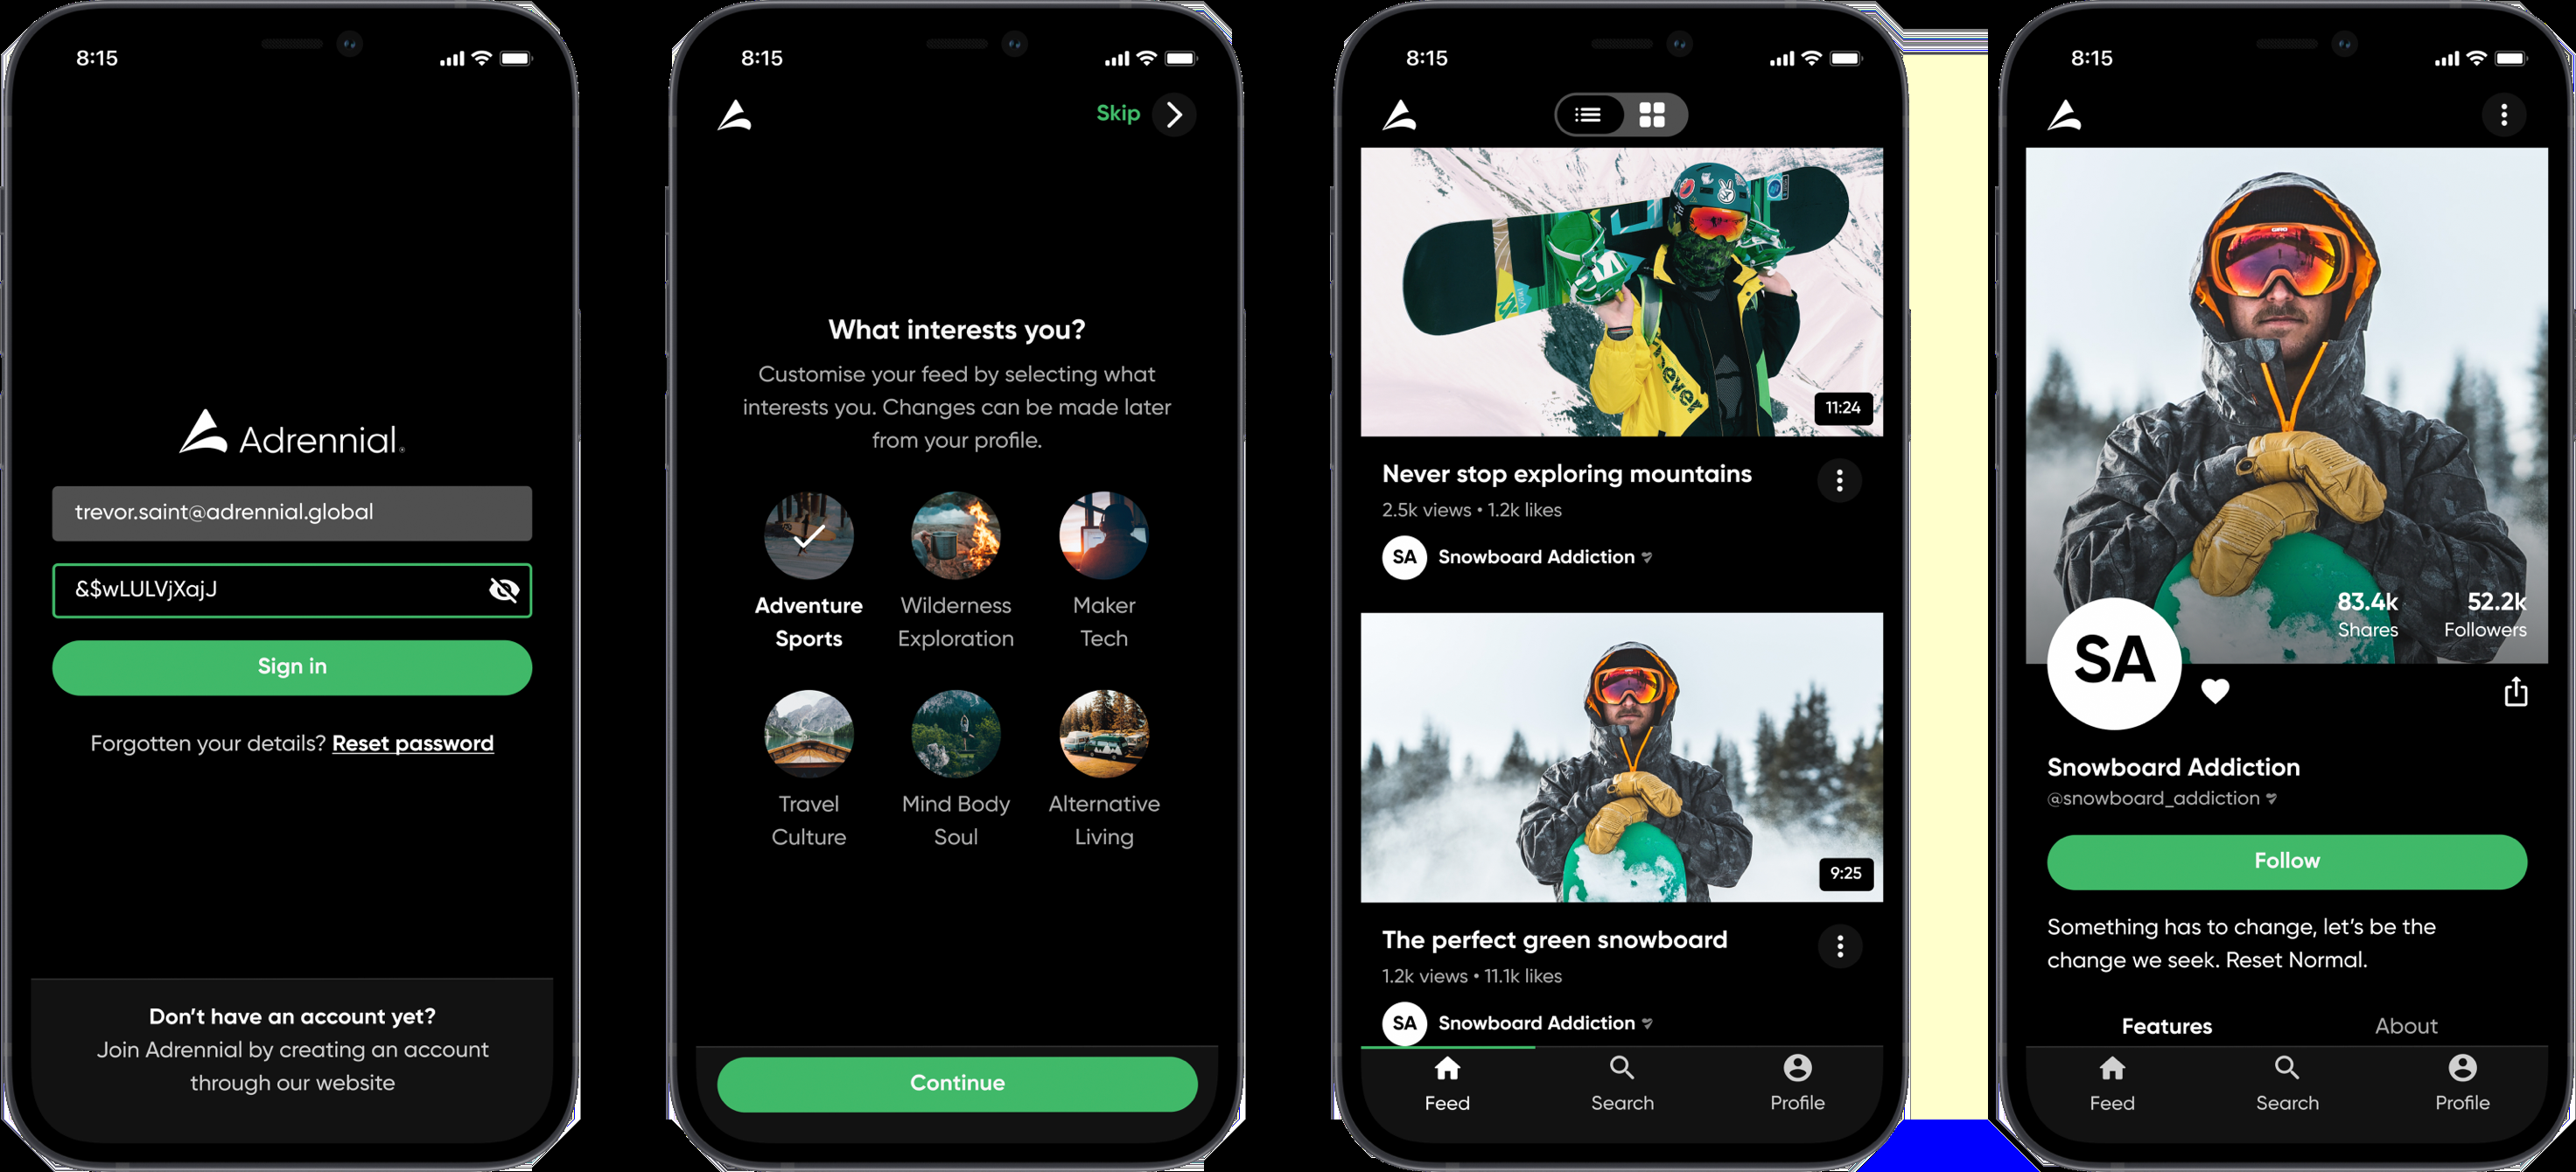 8:15
Adrennial
trevor.saint@adrennial.global
&$wLULVjXajJ
Sign in
Forgotten your details? Reset password
Don't have an account yet?
Join Adrennial by creating an account
through our website
8:15
Skip
What interests you?
Customise your feed by selecting what
interests you. Changes can be made later
from your profile.
Adventure
Sports
Wilderness
Exploration
Maker
Tech
Travel
Culture
Mind Body
Soul
Alternative
Living
Continue
8:15
11:24
Never stop exploring mountains
2.5k views • 1.2k likes
SA Snowboard Addiction
9:25
The perfect green snowboard
1.2k views • 11.1k likes
SA Snowboard Addiction
Feed Search Profile
8:15
83.4k 52.2k
Shares Followers
SA
Snowboard Addiction
@snowboard_addiction
Follow
Something has to change, let's be the
change we seek. Reset Normal.
Features About
Feed Search Profile